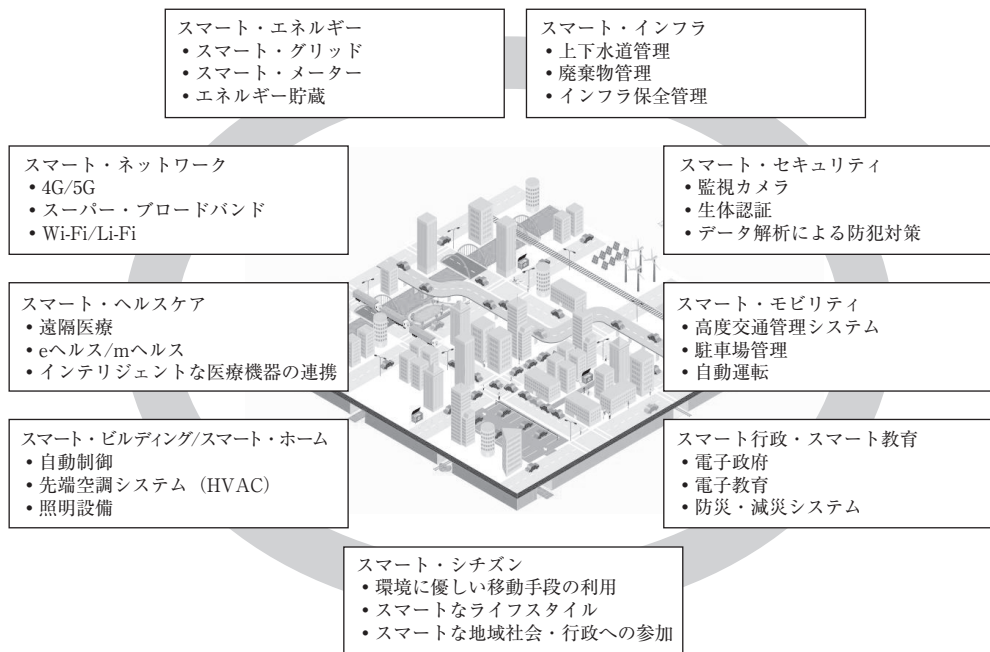 スマート・エネルギー
• スマート・グリッド
• スマート・メーター
• エネルギー貯蔵
スマート・インフラ
• 上下水道管理
• 廃棄物管理
• インフラ保全管理
スマート・ネットワーク
• 4G/5G
• スーパー・ブロードバンド
• Wi-Fi/Li-Fi
スマート・セキュリティ
• 監視カメラ
• 生体認証
• データ解析による防犯対策
スマート・ヘルスケア
• 遠隔医療
• eヘルス/mヘルス
• インテリジェントな医療機器の連携
スマート・モビリティ
• 高度交通管理システム
• 駐車場管理
• 自動運転
スマート・ビルディング/スマート・ホーム
• 自動制御
• 先端空調システム（HVAC）
• 照明設備
スマート行政・スマート教育
• 電子政府
• 電子教育
• 防災・減災システム
スマート・シチズン
• 環境に優しい移動手段の利用
• スマートなライフスタイル
• スマートな地域社会・行政への参加